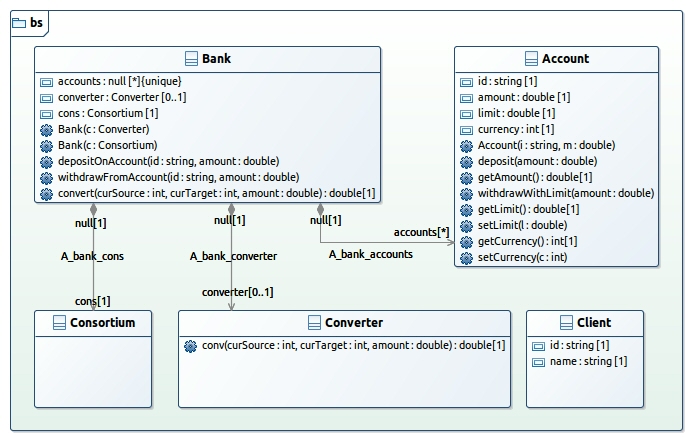 bs
Bank
accounts : null [*]{unique}
converter : Converter [0..1]
cons : Consortium [1]
Bank(c : Converter)
Bank(c : Consortium)
depositOnAccount(id : string, amount : double)
withdrawFromAccount(id : string, amount : double)
convert(curSource : int, curTarget : int, amount : double) : double[1]
Account
id : string [1]
amount : double [1]
limit : double [1]
currency : int [1]
Account(i : string, m : double)
deposit(amount : double)
getAmount() : double[1]
withdrawWithLimit(amount : double)
getLimit() : double[1]
setLimit(l : double)
getCurrency() : int[1]
setCurrency(c : int)
null[1]
null[1]
null[1]
accounts[*]
A_bank_cons
A_bank_converter
A_bank_accounts
cons[1]
converter[0..1]
Consortium
Converter
conv(curSource : int, curTarget : int, amount : double) : double[1]
Client
id : string [1]
name : string [1]